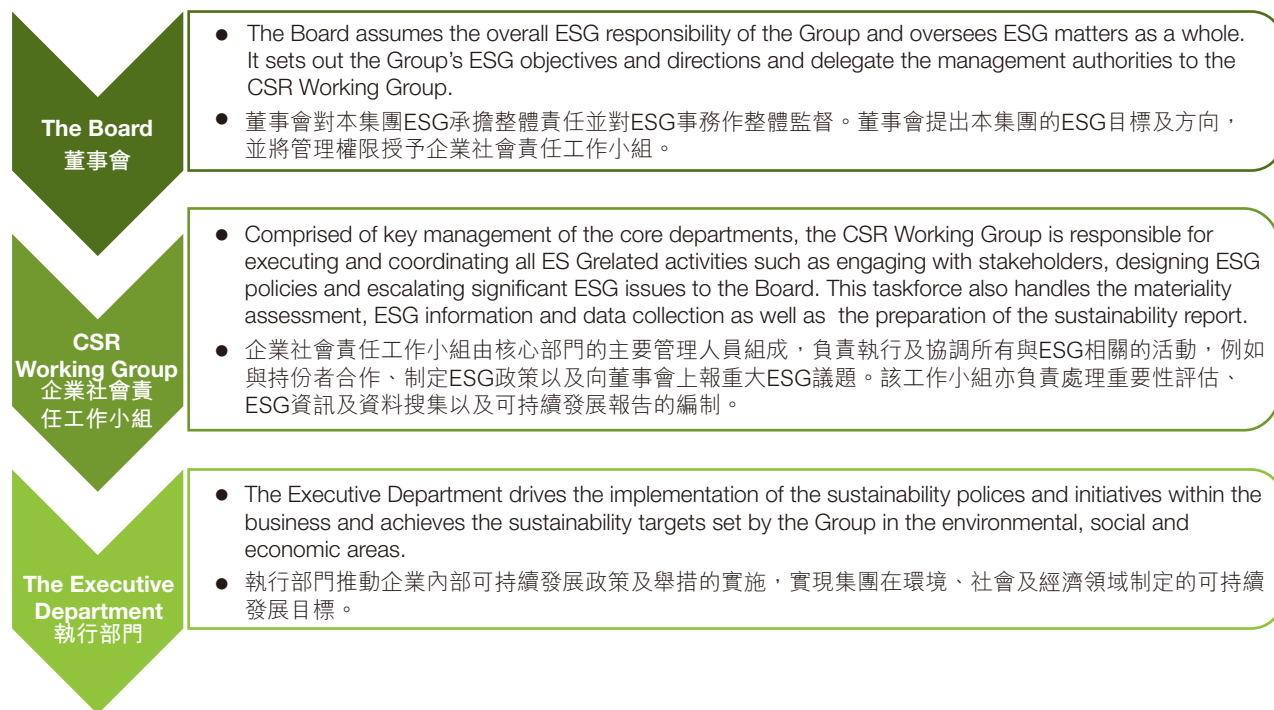 The Board
董事會
● The Board assumes the overall ESG responsibility of the Group and oversees ESG matters as a whole.
It sets out the Group’s ESG objectives and directions and delegate the management authorities to the
CSR Working Group.
● 董事會對本集團ESG承擔整體責任並對ESG事務作整體監督。董事會提出本集團的ESG目標及方向，
並將管理權限授予企業社會責任工作小組。
CSR
Working Group
企業社會責
任工作小組
● Comprised of key management of the core departments, the CSR Working Group is responsible for
executing and coordinating all ES Grelated activities such as engaging with stakeholders, designing ESG
policies and escalating significant ESG issues to the Board. This taskforce also handles the materiality
assessment, ESG information and data collection as well as  the preparation of the sustainability report.
● 企業社會責任工作小組由核心部門的主要管理人員組成，負責執行及協調所有與ESG相關的活動，例如
與持份者合作、制定ESG政策以及向董事會上報重大ESG議題。該工作小組亦負責處理重要性評估、
ESG資訊及資料搜集以及可持續發展報告的編制。
The Executive
Department
執行部門
● The Executive Department drives the implementation of the sustainability polices and initiatives within the
business and achieves the sustainability targets set by the Group in the environmental, social and
economic areas.
● 執行部門推動企業內部可持續發展政策及舉措的實施，實現集團在環境、社會及經濟領域制定的可持續
發展目標。